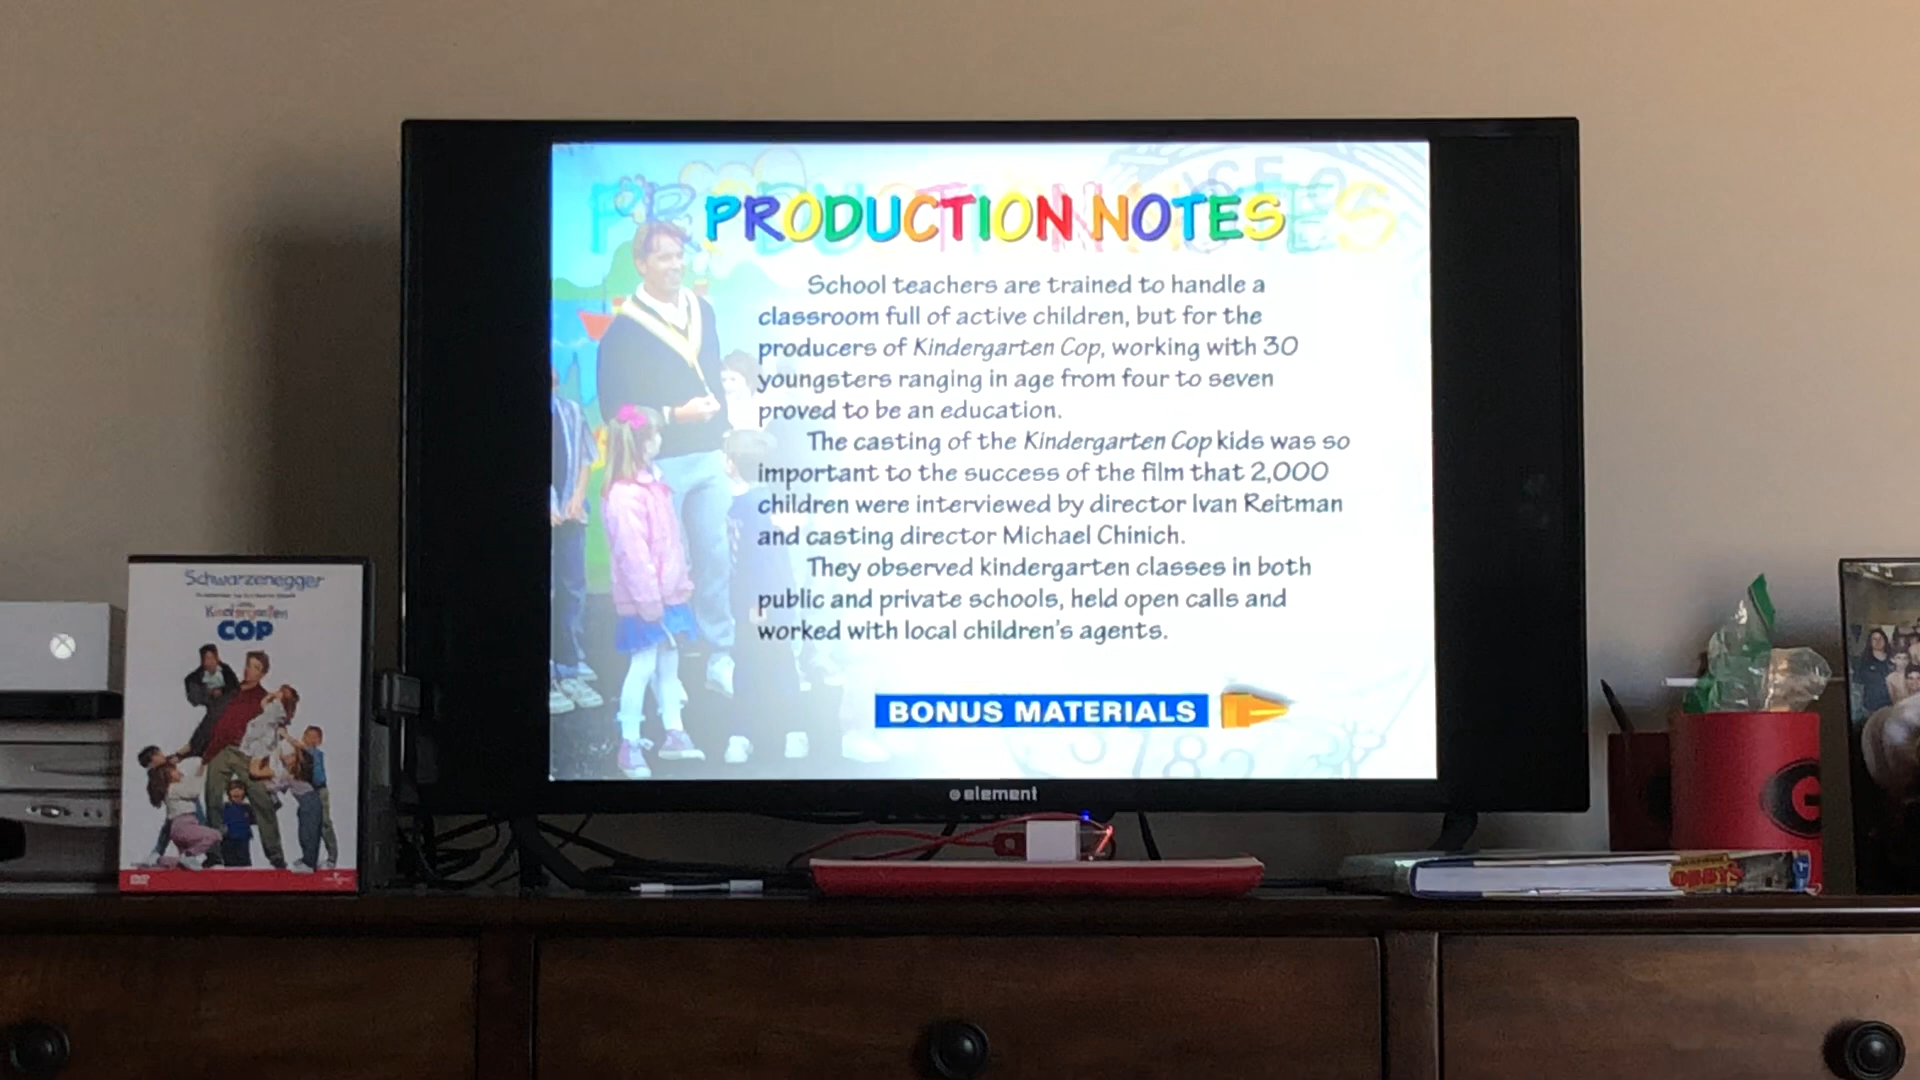 PRODUCTION NOTES
School teachers are trained to handle a
classroom full of active children, but for the
producers of Kindergarten Cop, working with 30
youngsters ranging in age from four to seven
proved to be an education.
The casting of the Kindergarten Cop kids was so
important to the success of the film that 2,000
children were interviewed by director Ivan Reitman
and casting director Michael Chinich.
They observed kindergarten classes in both
public and private schools, held open calls and
worked with local children's agents.
BONUS MATERIALS
element
Schwarzenegger
Kindergarten
COP
DVD
G